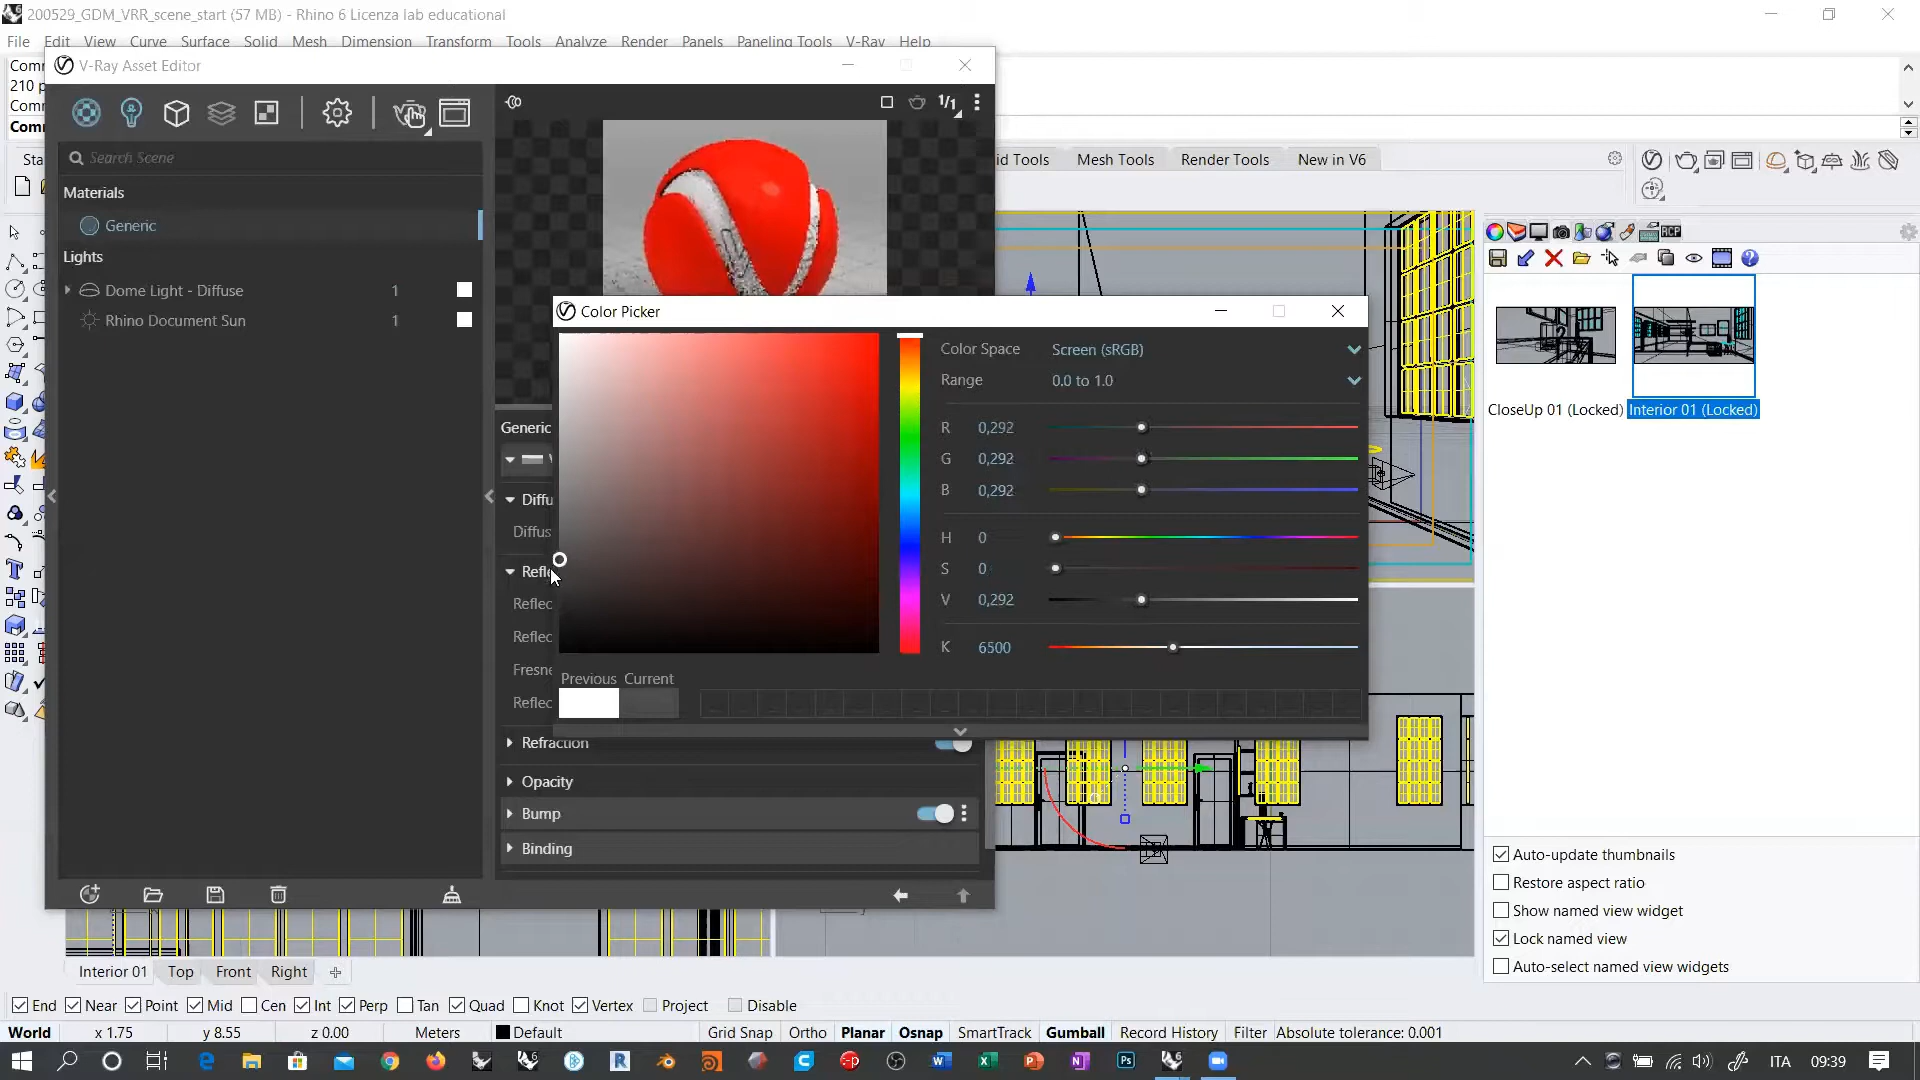 200529_GDM_VRR_scene_start (57 MB) - Rhino 6 Licenza lab educational
File Edit View Curve Surface Solid Mesh Dimension Transform Tools Analyze Render Panels Paneling Tools V-Ray Help
V-Ray Asset Editor
Search Scene
Materials
Generic
Lights
Dome Light - Diffuse 1
Rhino Document Sun 1
1/1
Mesh Tools Render Tools New in V6
RCP
CloseUp 01 (Locked) Interior 01 (Locked)
Color Picker
Color Space Screen (sRGB)
Range 0.0 to 1.0
R 0,292
G 0,292
B 0,292
H 0
S 0
V 0,292
K 6500
Previous Current
Generic
Refraction
Opacity
Bump
Binding
Auto-update thumbnails
Restore aspect ratio
Show named view widget
Lock named view
Auto-select named view widgets
Interior 01 Top Front Right
End Near Point Mid Cen Int Perp Tan Quad Knot Vertex Project Disable
World x 1.75 y 8.55 z 0.00 Meters Default Grid Snap Ortho Planar Osnap SmartTrack Gumball Record History Filter Absolute tolerance: 0.001
ITA 09:39